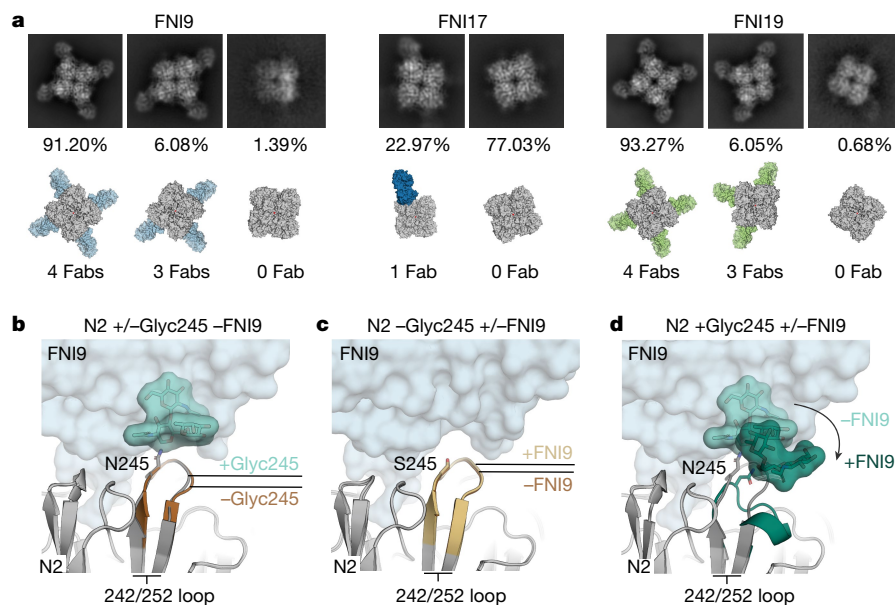 a
FNI9 FNI17 FNI19
91.20% 6.08% 1.39% 22.97% 77.03% 93.27% 6.05% 0.68%
4 Fabs 3 Fabs 0 Fab 1 Fab 0 Fab 4 Fabs 3 Fabs 0 Fab
b N2 +/–Glyc245 –FNI9
FNI9
N245
+Glyc245
–Glyc245
N2
242/252 loop
c N2 –Glyc245 +/–FNI9
FNI9
S245
+FNI9
–FNI9
N2
242/252 loop
d N2 +Glyc245 +/–FNI9
FNI9
–FNI9
N245
+FNI9
N2
242/252 loop